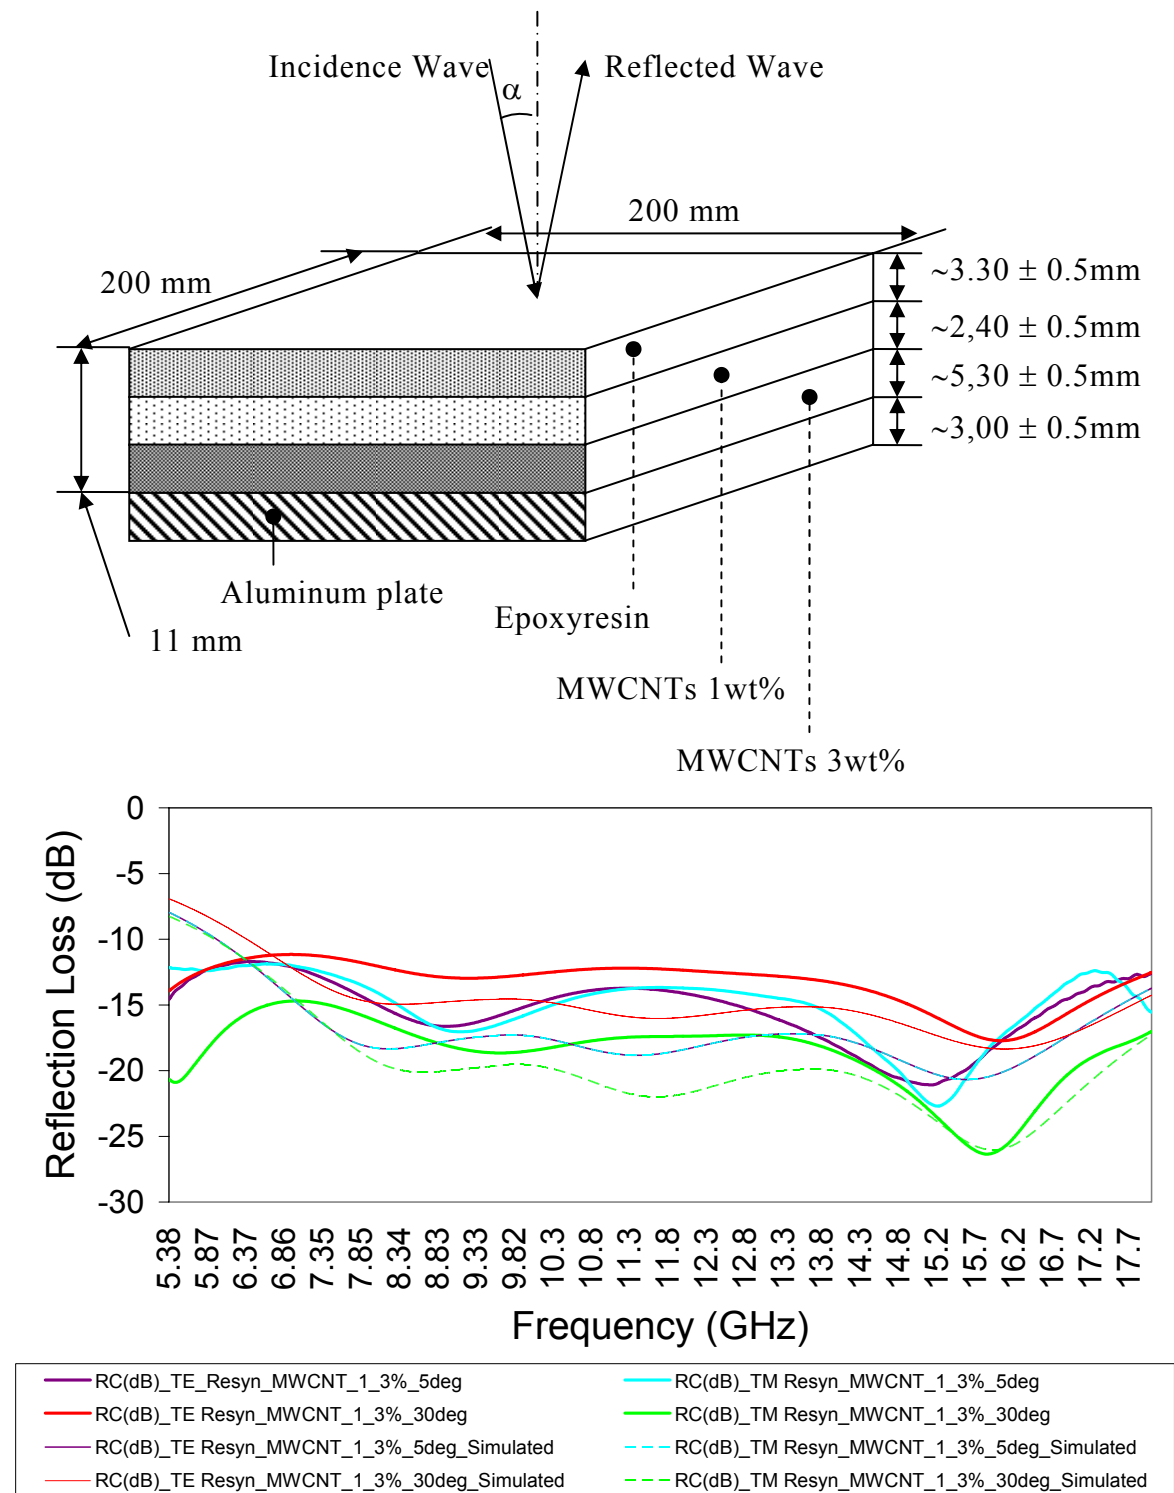 Incidence Wave
Reflected Wave
α
200 mm
200 mm
~3.30 ± 0.5mm
~2,40 ± 0.5mm
~5,30 ± 0.5mm
~3,00 ± 0.5mm
Aluminum plate
11 mm
Epoxyresin
MWCNTs 1wt%
MWCNTs 3wt%
Reflection Loss (dB)
0
-5
-10
-15
-20
-25
-30
5.38 5.87 6.37 6.86 7.35 7.85 8.34 8.83 9.33 9.82 10.3 10.8 11.3 11.8 12.3 12.8 13.3 13.8 14.3 14.8 15.2 15.7 16.2 16.7 17.2 17.7
Frequency (GHz)
RC(dB)_TE_Resyn_MWCNT_1_3%_5deg
RC(dB)_TM Resyn_MWCNT_1_3%_5deg
RC(dB)_TE Resyn_MWCNT_1_3%_30deg
RC(dB)_TM Resyn_MWCNT_1_3%_30deg
RC(dB)_TE Resyn_MWCNT_1_3%_5deg_Simulated
RC(dB)_TM Resyn_MWCNT_1_3%_5deg_Simulated
RC(dB)_TE Resyn_MWCNT_1_3%_30deg_Simulated
RC(dB)_TM Resyn_MWCNT_1_3%_30deg_Simulated